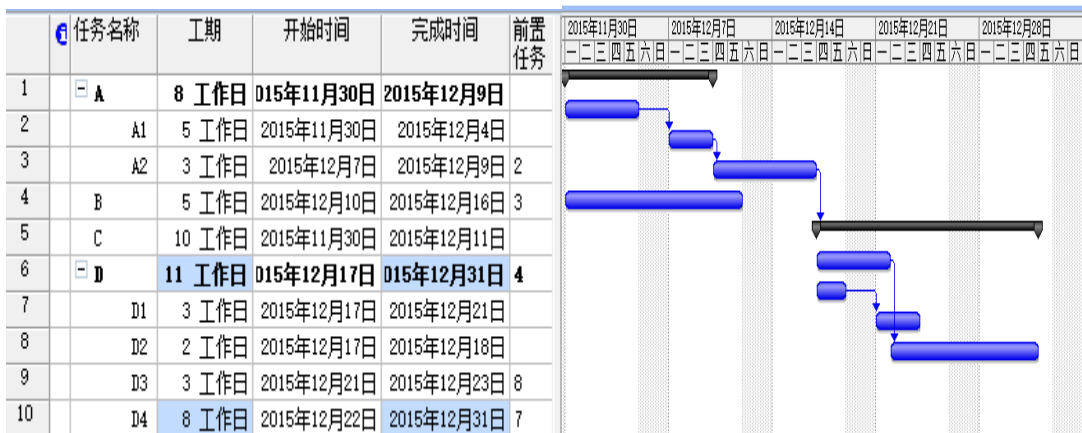 任务名称 工期 开始时间 完成时间 前置任务
2015年11月30日 2015年12月7日 2015年12月14日 2015年12月21日 2015年12月28日
一 二 三 四 五 六 日 一 二 三 四 五 六 日 一 二 三 四 五 六 日 一 二 三 四 五 六 日 一 二 三 四 五 六 日
1 A 8 工作日 015年11月30日 2015年12月9日
2 A1 5 工作日 2015年11月30日 2015年12月4日
3 A2 3 工作日 2015年12月7日 2015年12月9日 2
4 B 5 工作日 2015年12月10日 2015年12月16日 3
5 C 10 工作日 2015年11月30日 2015年12月11日
6 D 11 工作日 015年12月17日 015年12月31日 4
7 D1 3 工作日 2015年12月17日 2015年12月21日
8 D2 2 工作日 2015年12月17日 2015年12月18日
9 D3 3 工作日 2015年12月21日 2015年12月23日 8
10 D4 8 工作日 2015年12月22日 2015年12月31日 7